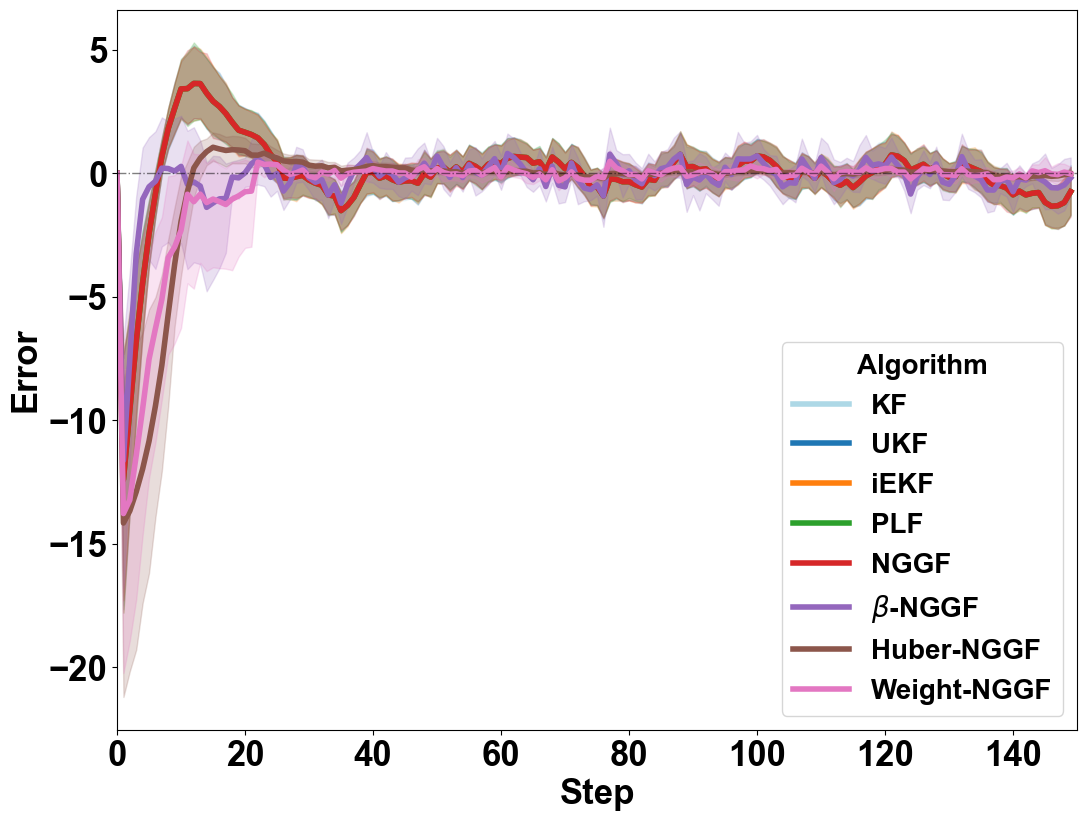 5
0
−5
−10
−15
−20
Error
0 20 40 60 80 100 120 140
Step
Algorithm
KF
UKF
iEKF
PLF
NGGF
β-NGGF
Huber-NGGF
Weight-NGGF